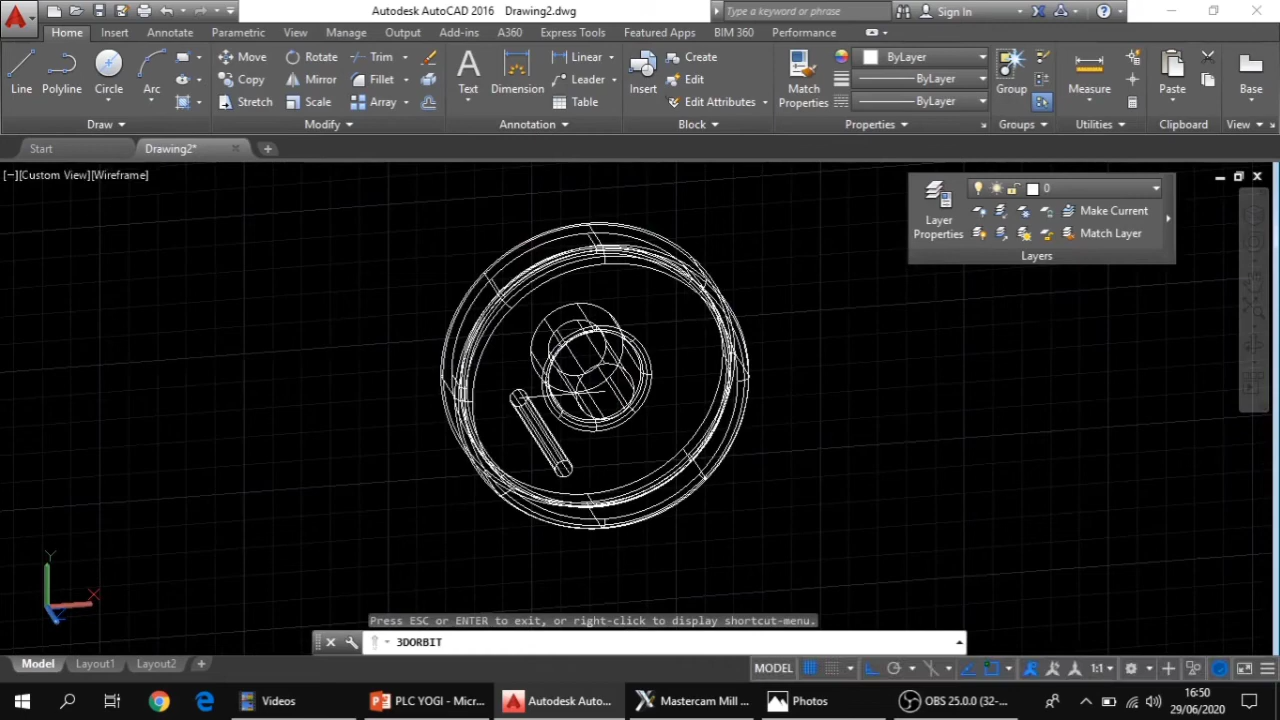 Autodesk AutoCAD 2016 Drawing2.dwg
Type a keyword or phrase
Sign In
Home Insert Annotate Parametric View Manage Output Add-ins A360 Express Tools Featured Apps BIM 360 Performance
Line
Polyline
Circle
Arc
Draw
Move
Copy
Stretch
Rotate
Mirror
Scale
Trim
Fillet
Array
Modify
Text
Dimension
Linear
Leader
Table
Annotation
Insert
Create
Edit
Edit Attributes
Block
Match
Properties
ByLayer
ByLayer
ByLayer
Properties
Group
Groups
Measure
Utilities
Paste
Clipboard
Base
View
Start
Drawing2*
[−][Custom View][Wireframe]
0
Layer
Properties
Make Current
Match Layer
Layers
Y
X
Press ESC or ENTER to exit, or right-click to display shortcut-menu.
3DORBIT
Model Layout1 Layout2
MODEL
1:1
Videos
PLC YOGI - Micr...
Autodesk Auto...
Mastercam Mill ...
Photos
OBS 25.0.0 (32-...
16:50
29/06/2020